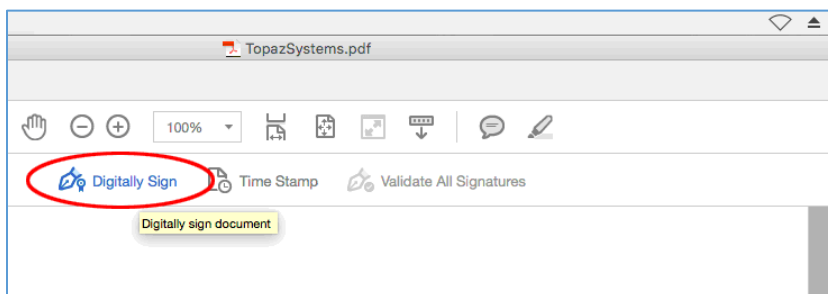 TopazSystems.pdf
100%
Digitally Sign Time Stamp Validate All Signatures
Digitally sign document